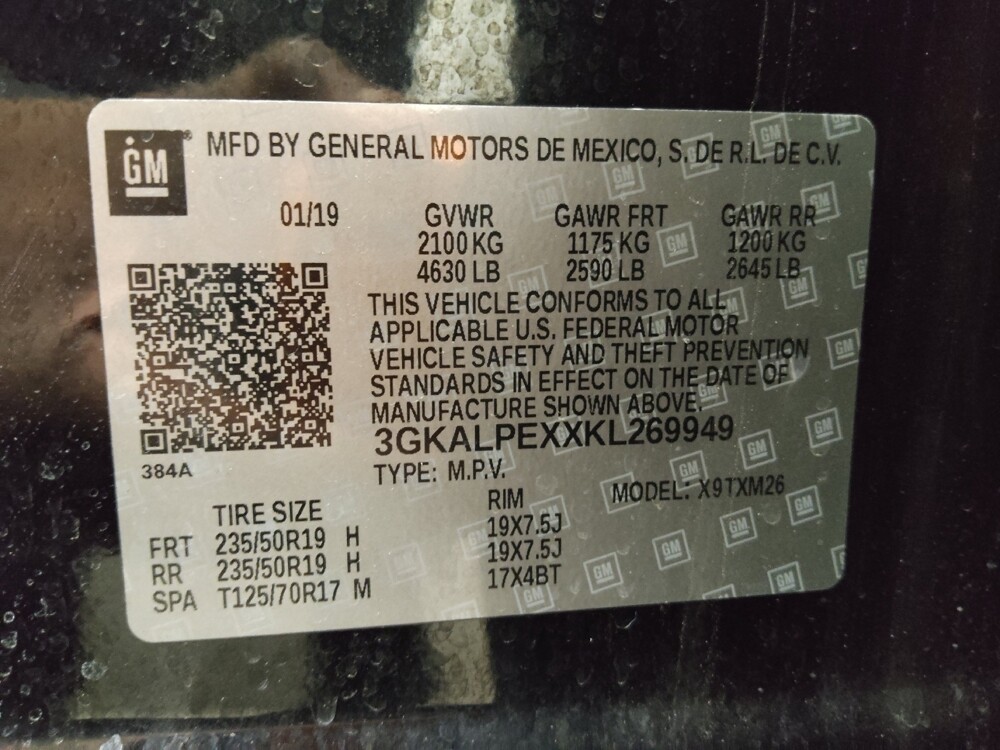 GM
MFD BY GENERAL MOTORS DE MEXICO, S. DE R.L. DE C.V.
01/19 GVWR GAWR FRT GAWR RR
2100 KG 1175 KG 1200 KG
4630 LB 2590 LB 2645 LB
THIS VEHICLE CONFORMS TO ALL
APPLICABLE U.S. FEDERAL MOTOR
VEHICLE SAFETY AND THEFT PREVENTION
STANDARDS IN EFFECT ON THE DATE OF
MANUFACTURE SHOWN ABOVE.
3GKALPEXXKL269949
384A
TYPE: M.P.V. MODEL: X9TXM26
TIRE SIZE RIM
FRT 235/50R19 H 19X7.5J
RR 235/50R19 H 19X7.5J
SPA T125/70R17 M 17X4BT